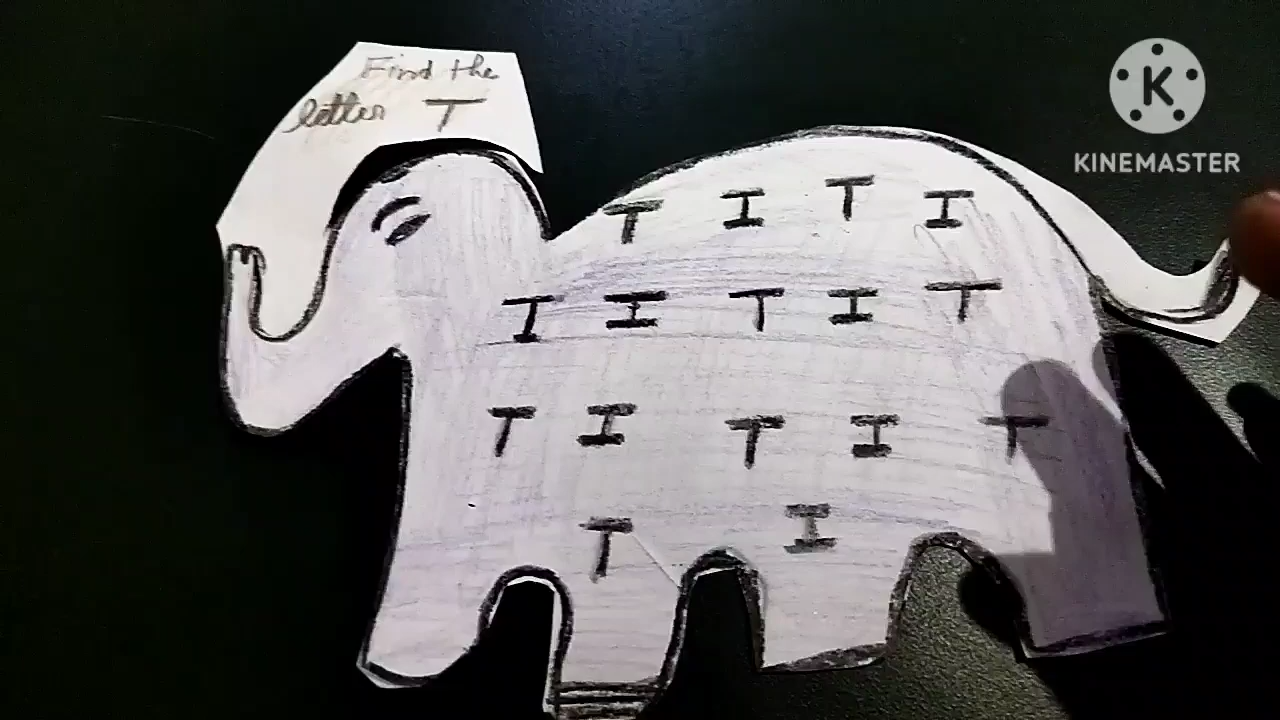 Find the
letter T
T I T I
I I T I T
T I T I T
T I
K
KINEMASTER